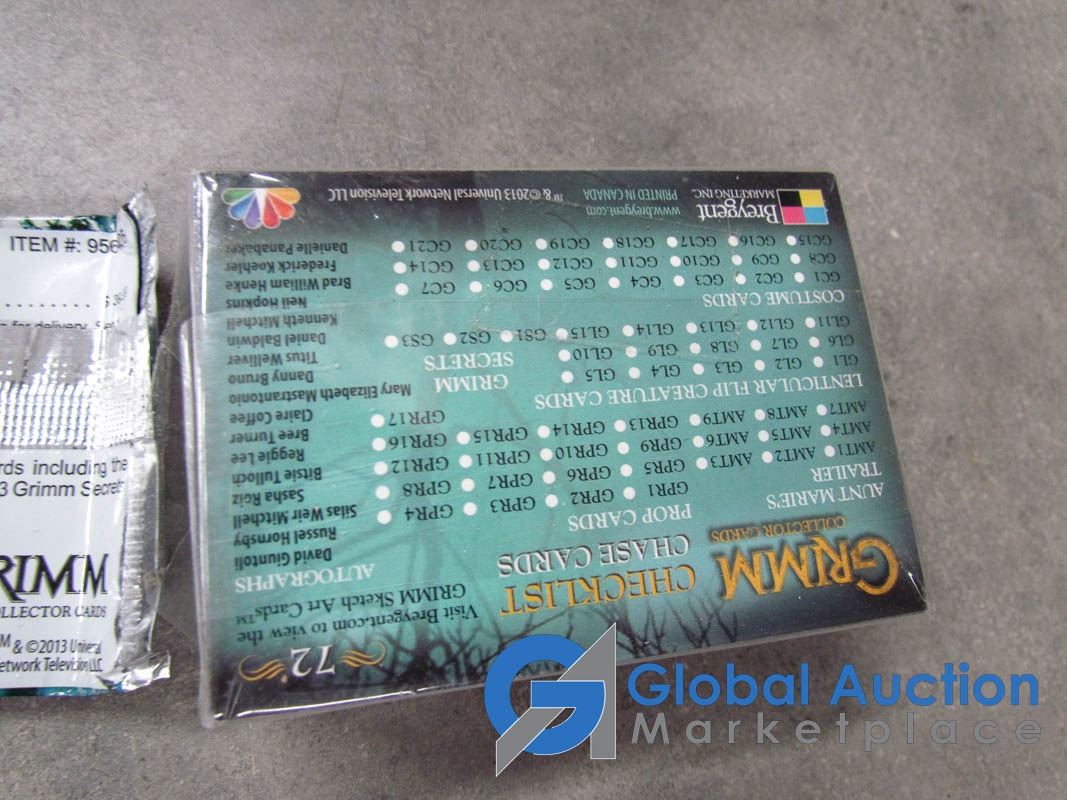 72
Visit Breygent.com to view the
GRIMM Sketch Art Cards™
GRIMM
COLLECTOR CARDS
CHECKLIST
CHASE CARDS
AUNT MARIE'S
TRAILER
AMT1 AMT2 AMT3
AMT4 AMT5 AMT6
AMT7 AMT8 AMT9
PROP CARDS
GPR1 GPR2 GPR3 GPR4
GPR5 GPR6 GPR7 GPR8
GPR9 GPR10 GPR11 GPR12
GPR13 GPR14 GPR15 GPR16
GPR17
LENTICULAR FLIP CREATURE CARDS
GL1 GL2 GL3 GL4 GL5
GL6 GL7 GL8 GL9 GL10
GL11 GL12 GL13 GL14 GL15
GRIMM
SECRETS
GS1 GS2 GS3
COSTUME CARDS
GC1 GC2 GC3 GC4 GC5 GC6 GC7
GC8 GC9 GC10 GC11 GC12 GC13 GC14
GC15 GC16 GC17 GC18 GC19 GC20 GC21
AUTOGRAPHS
David Giuntoli
Russel Hornsby
Silas Weir Mitchell
Sasha Roiz
Bitsie Tulloch
Reggie Lee
Bree Turner
Claire Coffee
Mary Elizabeth Mastrantonio
Danny Bruno
Titus Welliver
Daniel Baldwin
Kenneth Mitchell
Neil Hopkins
Brad William Henke
Frederick Koehler
Danielle Panabaker
Breygent
MARKETING INC.
www.breygent.com
PRINTED IN CANADA
™ & ©2013 Universal Network Television LLC
ITEM #: 956
for delivery.
rds including the
3 Grimm Secret
RIMM
OLLECTOR CARDS
& ©2013 Universal
etwork Television LLC
Global Auction
Marketplace